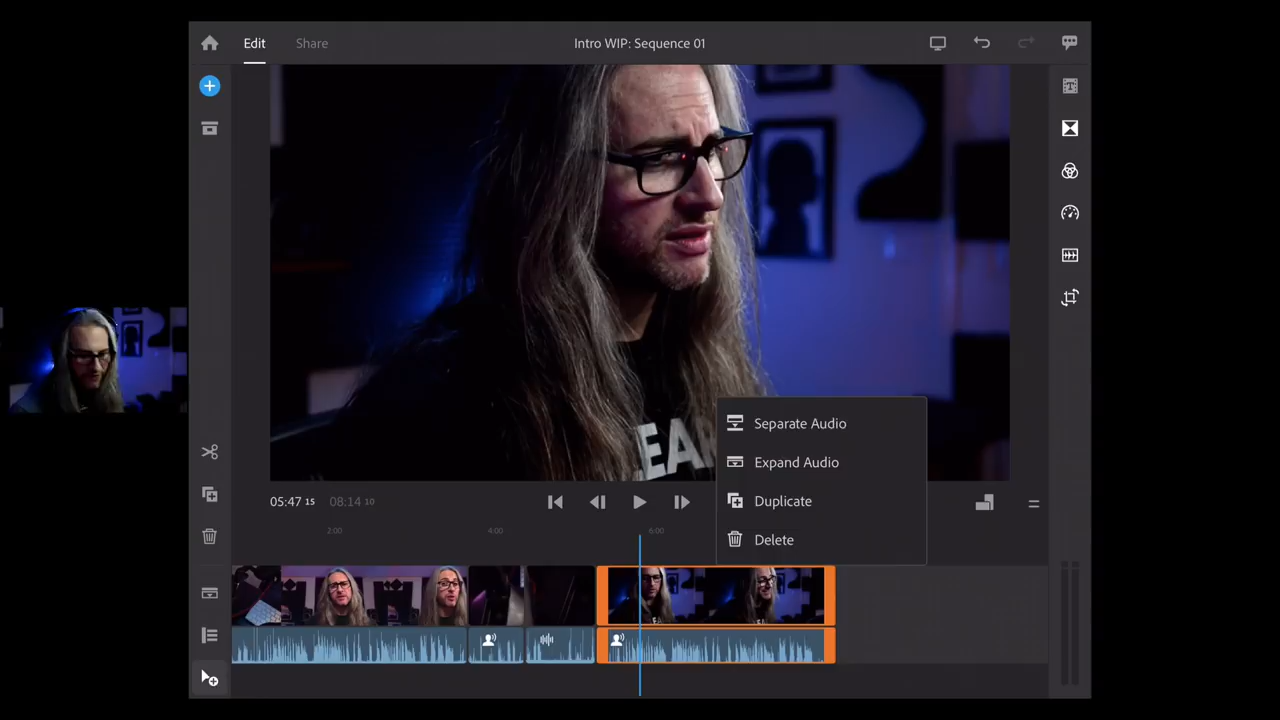 Edit
Share
Intro WIP: Sequence 01
EAR
Separate Audio
Expand Audio
Duplicate
Delete
05:47 15
08:14 10
2:00
4:00
6:00